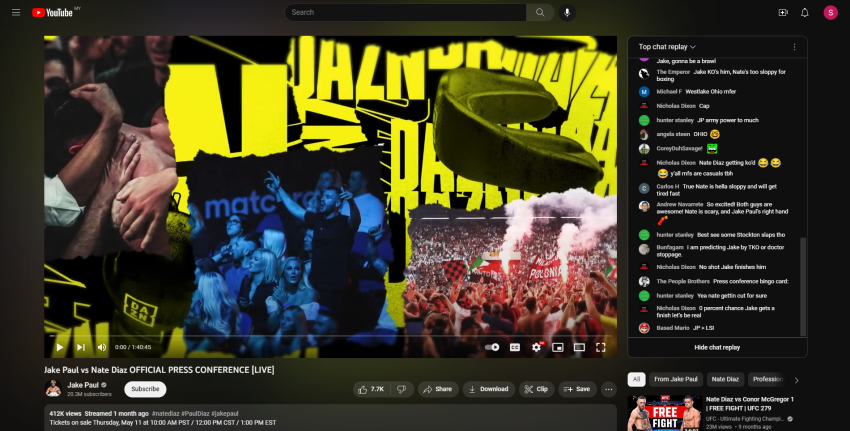 YouTube MY
Search
S
DAZN
DAZN
matchroom
POLONIA
DA
ZN
0:00 / 1:40:45
CC
Jake Paul vs Nate Diaz OFFICIAL PRESS CONFERENCE [LIVE]
Jake Paul
20.3M subscribers
Subscribe
7.7K
Share
Download
Clip
Save
412K views Streamed 1 month ago #natediaz #PaulDiaz #jakepaul
Tickets on sale Thursday, May 11 at 10:00 AM PST / 12:00 PM CST / 1:00 PM EST
Top chat replay
Jake, gonna be a brawl
The Emperor Jake KO's him, Nate's too sloppy for
boxing
Michael F Westlake Ohio mfer
Nicholas Dixon Cap
hunter stanley JP army power to much
angela steen OHIO
CoreyDuhSavage!
Nicholas Dixon Nate Diaz getting ko'd
y'all mfs are casuals tbh
Carlos H True Nate is hella sloppy and will get
tired fast
Andrew Navarrete So excited! Both guys are
awesome! Nate is scary, and Jake Paul's right hand
hunter stanley Best see some Stockton slaps tho
Bunfagam I am predicting Jake by TKO or doctor
stoppage.
Nicholas Dixon No shot Jake finishes him
The People Brothers Press conference bingo card:
hunter stanley Yea nate gettin cut for sure
Nicholas Dixon 0 percent chance Jake gets a
finish let's be real
Based Mario JP > LSI
Hide chat replay
All
From Jake Paul
Nate Diaz
Profession
FREE
FIGHT
Nate Diaz vs Conor McGregor 1
| FREE FIGHT | UFC 279
UFC - Ultimate Fighting Champi...
23M views • 9 months ago